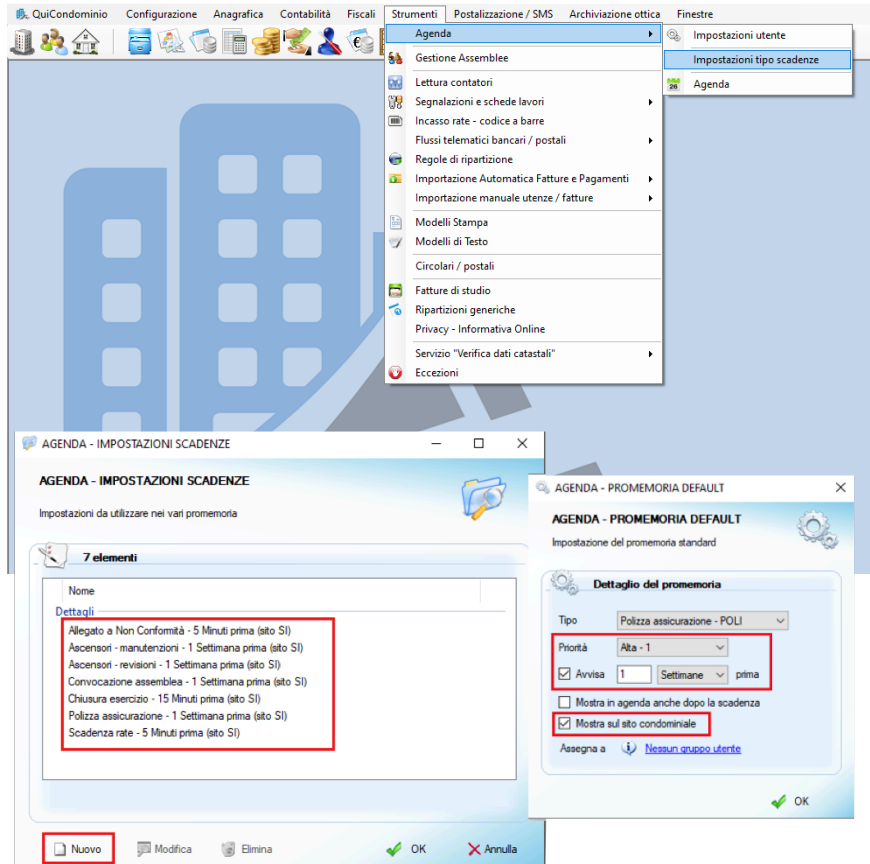 QuiCondominio Configurazione Anagrafica Contabilità Fiscali Strumenti Postalizzazione / SMS Archiviazione ottica Finestre
Agenda
Gestione Assemblee
Lettura contatori
Segnalazioni e schede lavori
Incasso rate - codice a barre
Flussi telematici bancari / postali
Regole di ripartizione
Importazione Automatica Fatture e Pagamenti
Importazione manuale utenze / fatture
Modelli Stampa
Modelli di Testo
Circolari / postali
Fatture di studio
Ripartizioni generiche
Privacy - Informativa Online
Servizio "Verifica dati catastali"
Eccezioni
Impostazioni utente
Impostazioni tipo scadenze
26 Agenda
AGENDA - IMPOSTAZIONI SCADENZE
AGENDA - IMPOSTAZIONI SCADENZE
Impostazioni da utilizzare nei vari promemoria
7 elementi
Nome
Dettagli
Allegato a Non Conformità - 5 Minuti prima (sito SI)
Ascensori - manutenzioni - 1 Settimana prima (sito SI)
Ascensori - revisioni - 1 Settimana prima (sito SI)
Convocazione assemblea - 1 Settimana prima (sito SI)
Chiusura esercizio - 15 Minuti prima (sito SI)
Polizza assicurazione - 1 Settimana prima (sito SI)
Scadenza rate - 5 Minuti prima (sito SI)
Nuovo Modifica Elimina OK Annulla
AGENDA - PROMEMORIA DEFAULT
AGENDA - PROMEMORIA DEFAULT
Impostazione del promemoria standard
Dettaglio del promemoria
Tipo Polizza assicurazione - POLI
Priorità Alta - 1
Avvisa 1 Settimane prima
Mostra in agenda anche dopo la scadenza
Mostra sul sito condominiale
Assegna a Nessun gruppo utente
OK